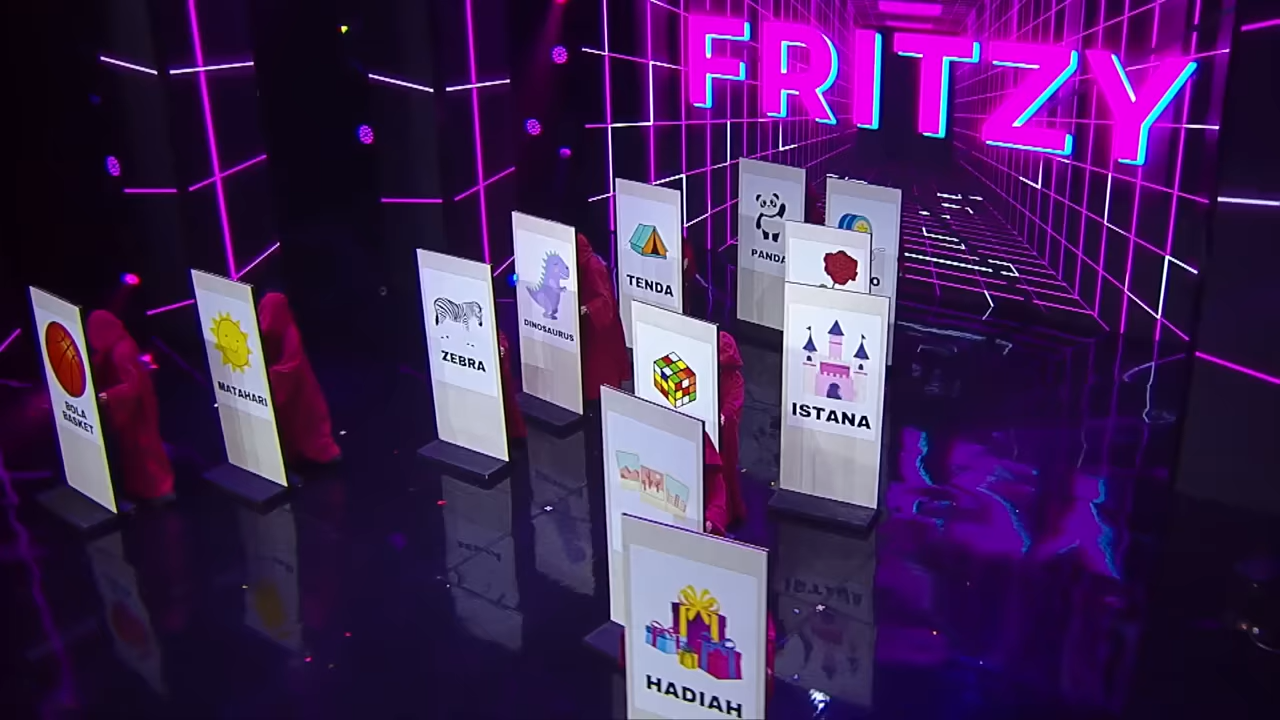 FRITZY
PANDA
TENDA
DINOSAURUS
ZEBRA
MATAHARI
BOLA
BASKET
ISTANA
HADIAH